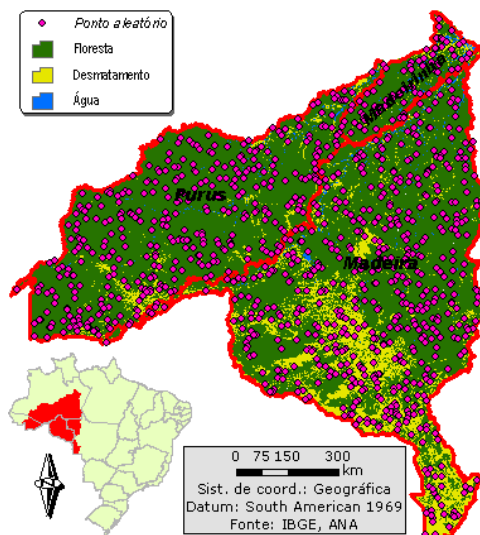 Ponto aleatório
Floresta
Desmatamento
Água
Madeirinha
Purus
Madeira
0 75 150 300
km
Sist. de coord.: Geográfica
Datum: South American 1969
Fonte: IBGE, ANA